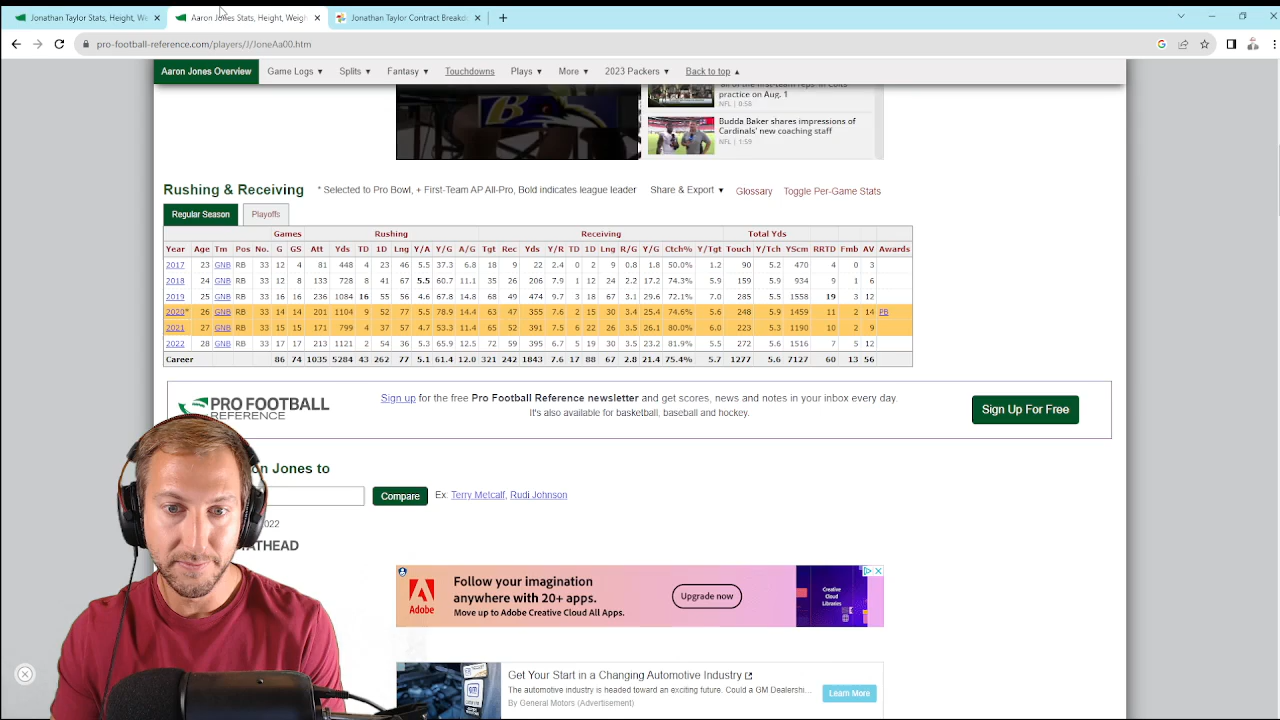 Jonathan Taylor Stats, Height, We
Aaron Jones Stats, Height, Weigh
Jonathan Taylor Contract Breakdo
pro-football-reference.com/players/J/JoneAa00.htm
Aaron Jones Overview Game Logs ▼ Splits ▼ Fantasy ▼ Touchdowns Plays ▼ More ▼ 2023 Packers ▼ Back to top ▲
practice on Aug. 1
NFL | 0:56
Budda Baker shares impressions of
Cardinals' new coaching staff
NFL | 1:59
Rushing & Receiving * Selected to Pro Bowl, + First-Team AP All-Pro, Bold indicates league leader Share & Export ▼ Glossary Toggle Per-Game Stats
Regular Season Playoffs
Games Rushing Receiving Total Yds
Year Age Tm Pos No. G GS Att Yds TD 1D Lng Y/A Y/G A/G Tgt Rec Yds Y/R TD 1D Lng R/G Y/G Ctch% Y/Tgt Touch Y/Tch YScm RRTD Fmb AV Awards
2017 23 GNB RB 33 12 4 81 448 4 23 46 5.5 37.3 6.8 18 9 22 2.4 0 2 9 0.8 1.8 50.0% 1.2 90 5.2 470 4 0 3
2018 24 GNB RB 33 12 8 133 728 8 41 67 5.5 60.7 11.1 35 26 206 7.9 1 12 24 2.2 17.2 74.3% 5.9 159 5.9 934 9 1 6
2019 25 GNB RB 33 16 16 236 1084 16 55 56 4.6 67.8 14.8 68 49 474 9.7 3 18 67 3.1 29.6 72.1% 7.0 285 5.5 1558 19 3 12
2020* 26 GNB RB 33 14 14 201 1104 9 52 77 5.5 78.9 14.4 63 47 355 7.6 2 15 30 3.4 25.4 74.6% 5.6 248 5.9 1459 11 2 14 PB
2021 27 GNB RB 33 15 15 171 799 4 37 57 4.7 53.3 11.4 65 52 391 7.5 6 22 26 3.5 26.1 80.0% 6.0 223 5.3 1190 10 2 9
2022 28 GNB RB 33 17 17 213 1121 2 54 36 5.3 65.9 12.5 72 59 395 6.7 5 19 30 3.5 23.2 81.9% 5.5 272 5.6 1516 7 5 12
Career 86 74 1035 5284 43 262 77 5.1 61.4 12.0 321 242 1843 7.6 17 88 67 2.8 21.4 75.4% 5.7 1277 5.6 7127 60 13 56
PRO FOOTBALL
REFERENCE
Sign up for the free Pro Football Reference newsletter and get scores, news and notes in your inbox every day.
It's also available for basketball, baseball and hockey.
Sign Up For Free
on Jones to
Compare Ex: Terry Metcalf, Rudi Johnson
2022
ATHEAD
Adobe
Follow your imagination
anywhere with 20+ apps.
Move up to Adobe Creative Cloud All Apps.
Upgrade now
Creative
Cloud
Libraries
Get Your Start in a Changing Automotive Industry
The automotive industry is headed toward an exciting future. Could a GM Dealershi...
By General Motors (Advertisement)
Learn More